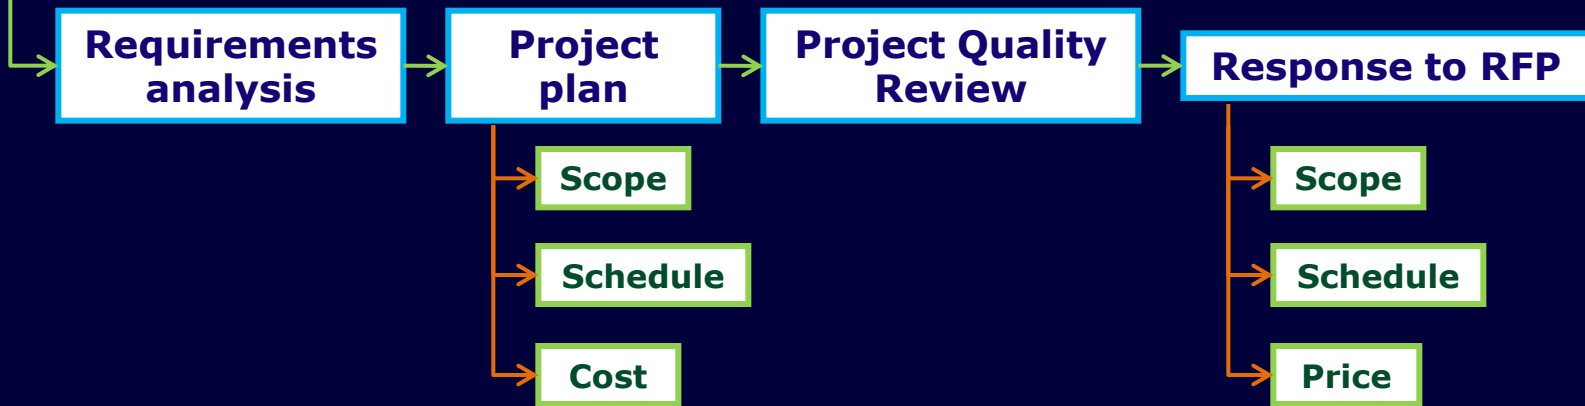 Requirements
analysis
Project
plan
Project Quality
Review
Response to RFP
Scope
Schedule
Cost
Scope
Schedule
Price